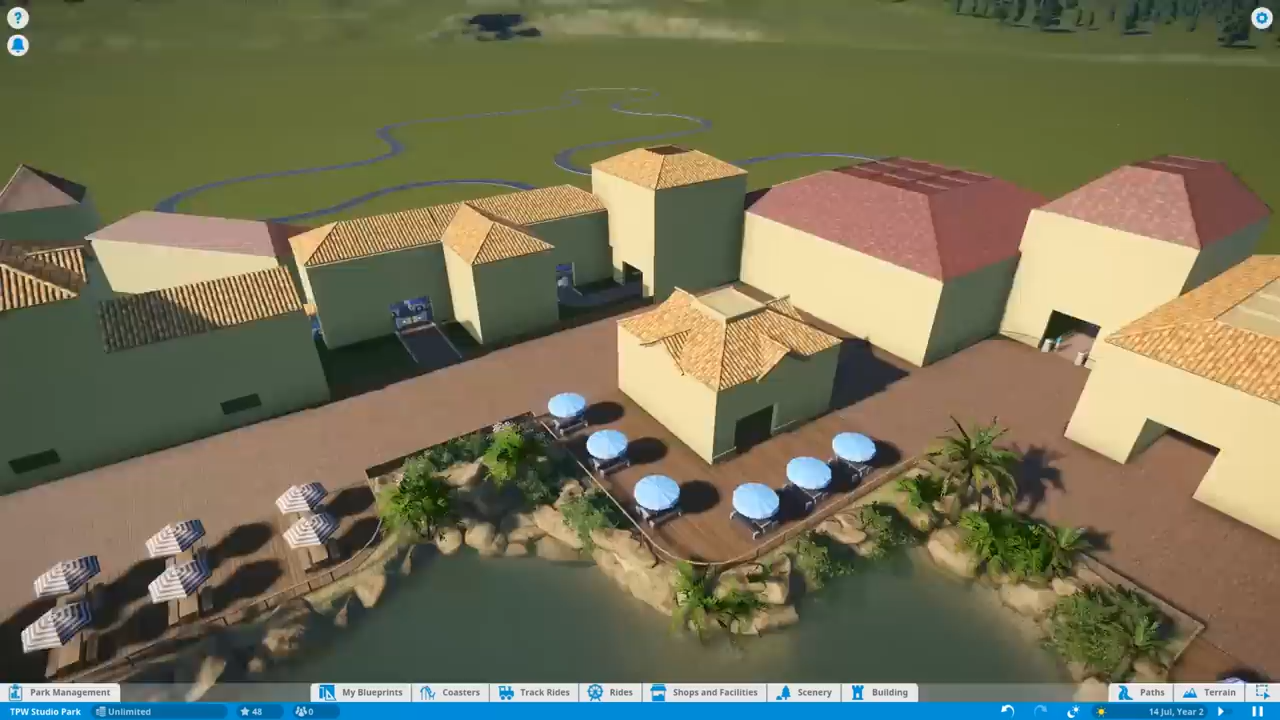 ?
Park Management
My Blueprints
Coasters
Track Rides
Rides
Shops and Facilities
Scenery
Building
Paths
Terrain
TPW Studio Park
Unlimited
48
0
14 Jul, Year 2